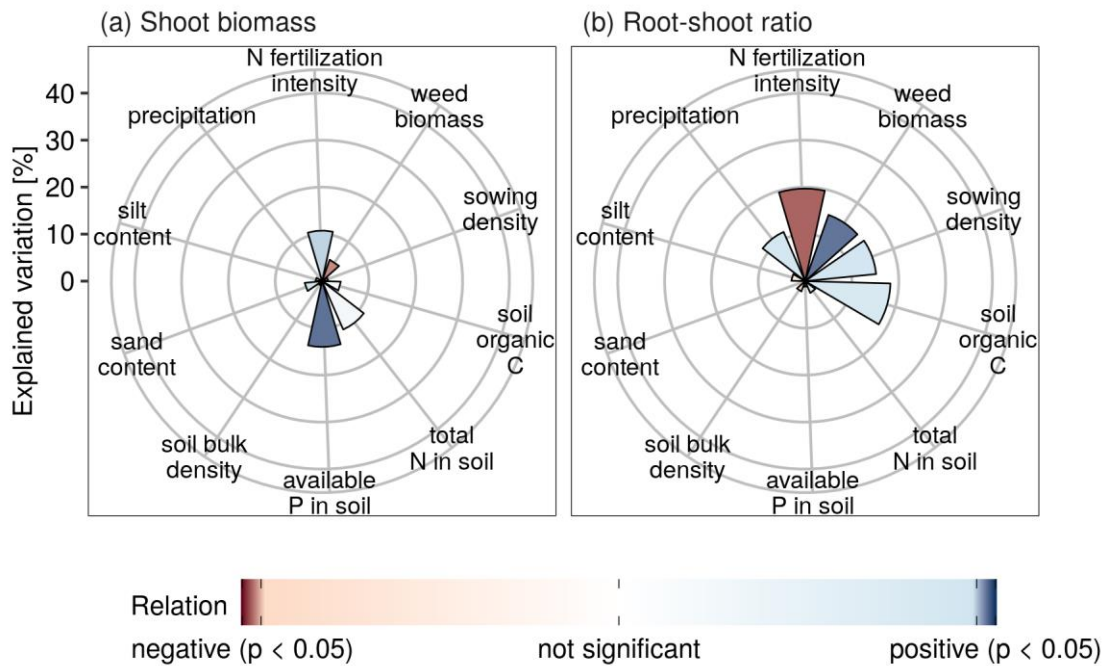 (a) Shoot biomass
(b) Root-shoot ratio
Explained variation [%]
40
30
20
10
0
N fertilization
intensity
weed
biomass
sowing
density
soil
organic
C
total
N in soil
available
P in soil
soil bulk
density
sand
content
silt
content
precipitation
N fertilization
intensity
weed
biomass
sowing
density
soil
organic
C
total
N in soil
available
P in soil
soil bulk
density
sand
content
silt
content
precipitation
Relation
negative (p < 0.05)
not significant
positive (p < 0.05)